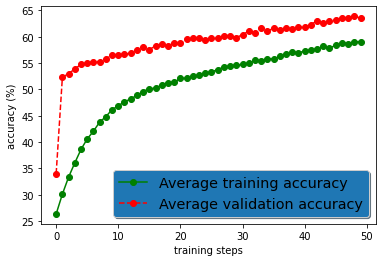 65
60
55
50
45
40
35
30
25
accuracy (%)
Average training accuracy
Average validation accuracy
0 10 20 30 40 50
training steps